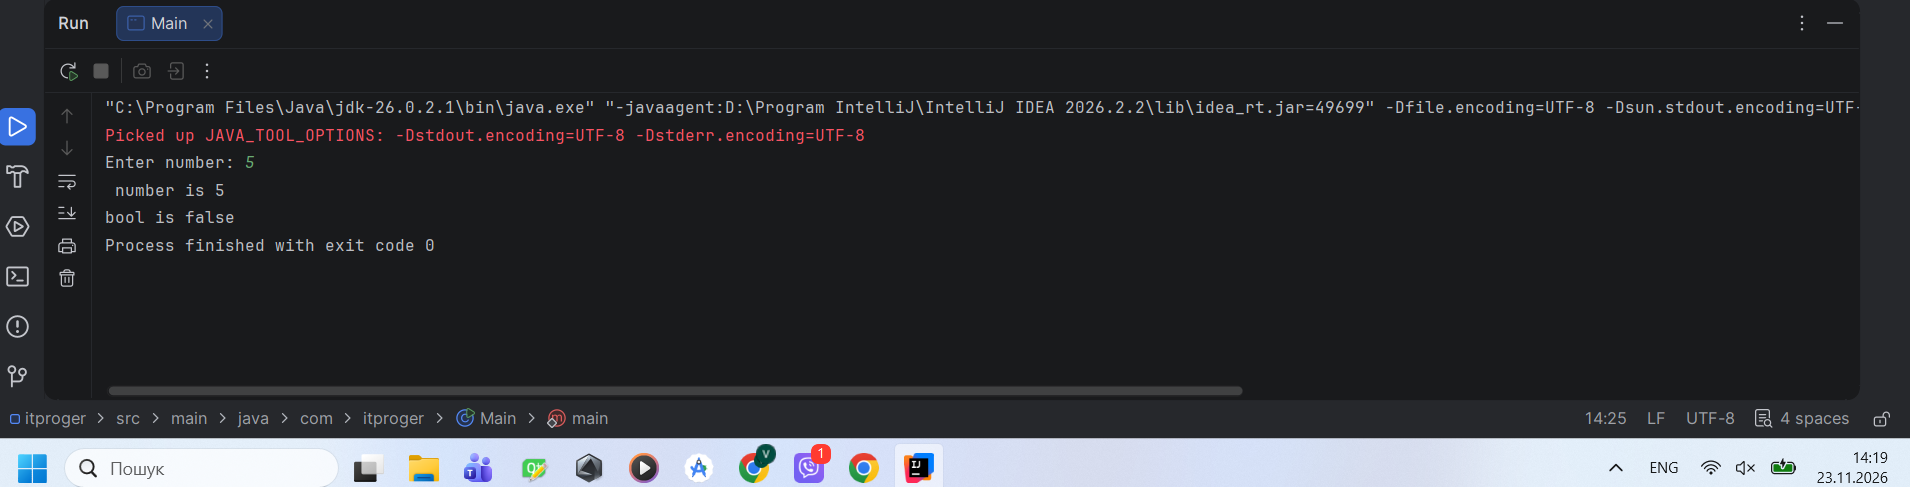 Run Main
"C:\Program Files\Java\jdk-26.0.2.1\bin\java.exe" "-javaagent:D:\Program IntelliJ\IntelliJ IDEA 2026.2.2\lib\idea_rt.jar=49699" -Dfile.encoding=UTF-8 -Dsun.stdout.encoding=UTF-
Picked up JAVA_TOOL_OPTIONS: -Dstdout.encoding=UTF-8 -Dstderr.encoding=UTF-8
Enter number: 5
number is 5
bool is false
Process finished with exit code 0
itproger > src > main > java > com > itproger > Main > main 14:25 LF UTF-8 4 spaces
Пошук V 1 ENG 14:19
23.11.2026